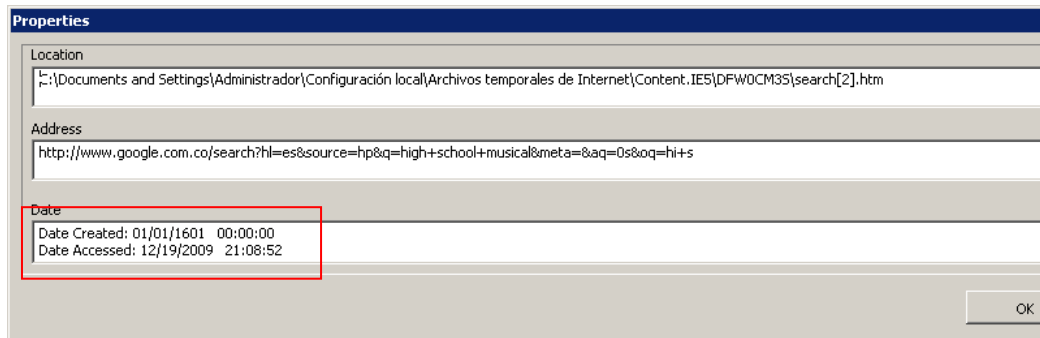 Properties
Location
C:\Documents and Settings\Administrador\Configuración local\Archivos temporales de Internet\Content.IE5\DFW0CM3S\search[2].htm
Address
http://www.google.com.co/search?hl=es&source=hp&q=high+school+musical&meta=&aq=0s&oq=hi+s
Date
Date Created: 01/01/1601 00:00:00
Date Accessed: 12/19/2009 21:08:52
OK